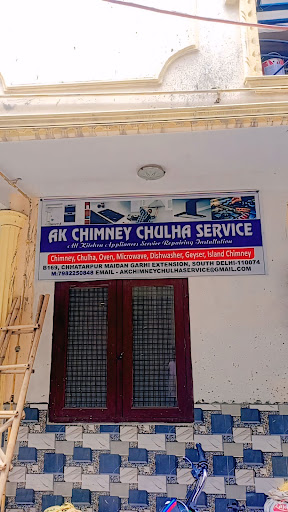 AK CHIMNEY CHULHA SERVICE
All Kitchen Appliances Service Repairing Installation
Chimney, Chulha, Oven, Microwave, Dishwasher, Geyser, Island Chimney
B169, CHHATARPUR MAIDAN GARHI EXTENSION, SOUTH DELHI-110074
M:7982250848 EMAIL - AKCHIMNEYCHULHASERVICE@GMAIL.COM